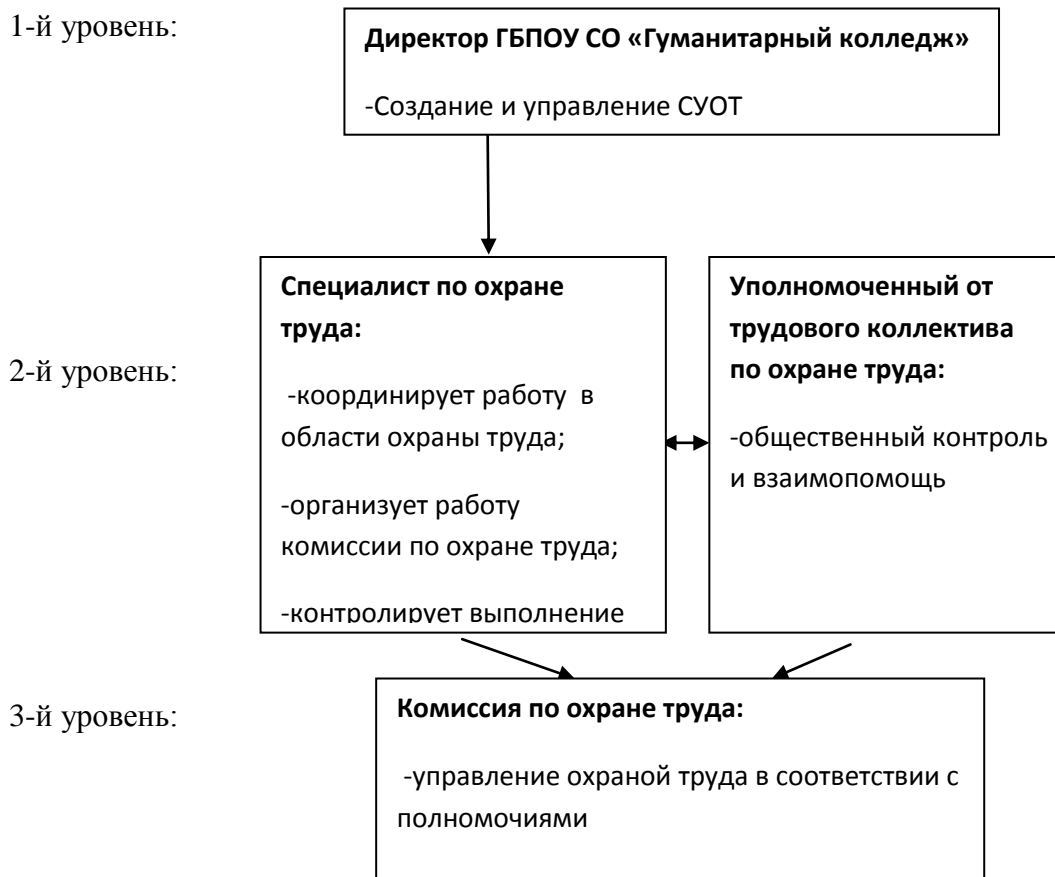 1-й уровень:
Директор ГБПОУ СО «Гуманитарный колледж»
-Создание и управление СУОТ
2-й уровень:
Специалист по охране
труда:
-координирует работу в
области охраны труда;
-организует работу
комиссии по охране труда;
-контролирует выполнение
Уполномоченный от
трудового коллектива
по охране труда:
-общественный контроль
и взаимопомощь
3-й уровень:
Комиссия по охране труда:
-управление охраной труда в соответствии с
полномочиями